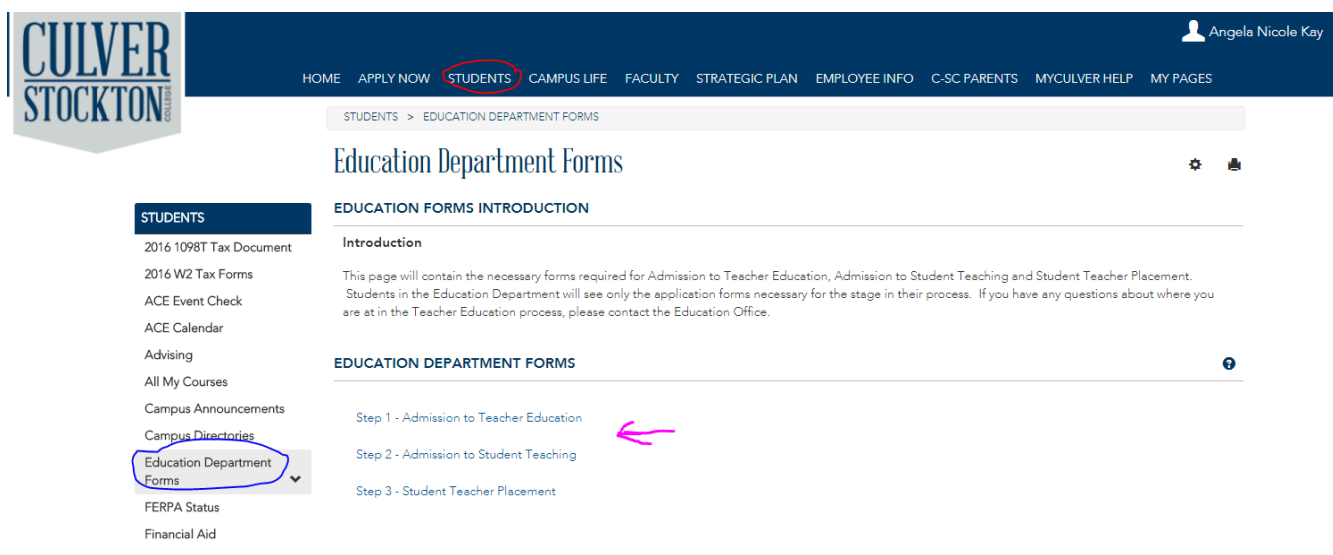 CULVER
STOCKTON
COLLEGE
Angela Nicole Kay
HOME APPLY NOW STUDENTS CAMPUS LIFE FACULTY STRATEGIC PLAN EMPLOYEE INFO C-SC PARENTS MYCULVER HELP MY PAGES
STUDENTS > EDUCATION DEPARTMENT FORMS
Education Department Forms
STUDENTS
2016 1098T Tax Document
2016 W2 Tax Forms
ACE Event Check
ACE Calendar
Advising
All My Courses
Campus Announcements
Campus Directories
Education Department
Forms
FERPA Status
Financial Aid
EDUCATION FORMS INTRODUCTION
Introduction
This page will contain the necessary forms required for Admission to Teacher Education, Admission to Student Teaching and Student Teacher Placement.
Students in the Education Department will see only the application forms necessary for the stage in their process. If you have any questions about where you
are at in the Teacher Education process, please contact the Education Office.
EDUCATION DEPARTMENT FORMS
Step 1 - Admission to Teacher Education
Step 2 - Admission to Student Teaching
Step 3 - Student Teacher Placement